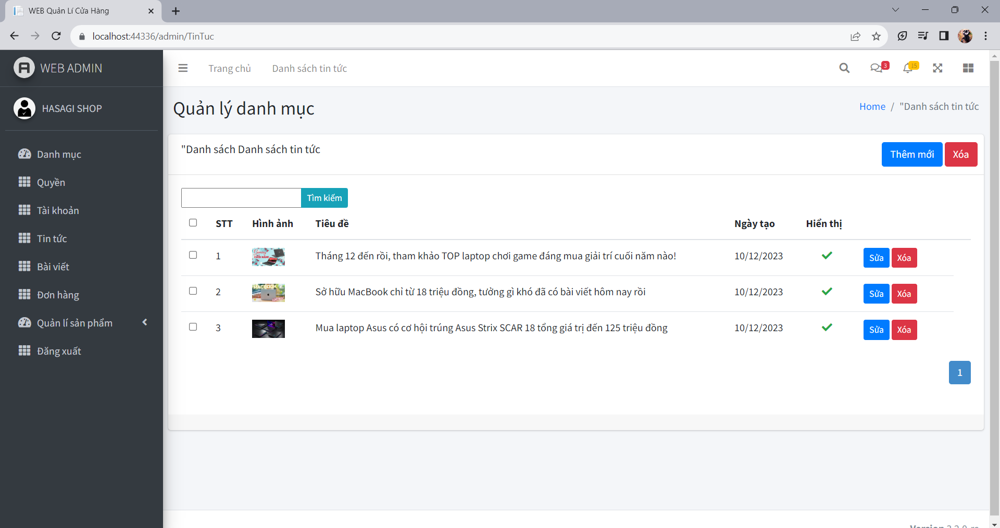 WEB Quản Lí Cửa Hàng
localhost:44336/admin/TinTuc
WEB ADMIN
Trang chủ
Danh sách tin tức
3
15
HASAGI SHOP
Quản lý danh mục
Home / "Danh sách tin tức
"Danh sách Danh sách tin tức
Thêm mới
Xóa
Danh mục
Quyền
Tài khoản
Tin tức
Bài viết
Đơn hàng
Quản lí sản phẩm
Đăng xuất
Tìm kiếm
STT Hình ảnh Tiêu đề Ngày tạo Hiển thị
1 Tháng 12 đến rồi, tham khảo TOP laptop chơi game đáng mua giải trí cuối năm nào! 10/12/2023 Sửa Xóa
2 MACBOOK Sở hữu MacBook chỉ từ 18 triệu đồng, tưởng gì khó đã có bài viết hôm nay rồi 10/12/2023 Sửa Xóa
3 Mua laptop Asus có cơ hội trúng Asus Strix SCAR 18 tổng giá trị đến 125 triệu đồng 10/12/2023 Sửa Xóa
1
Version 3.2.0-rc